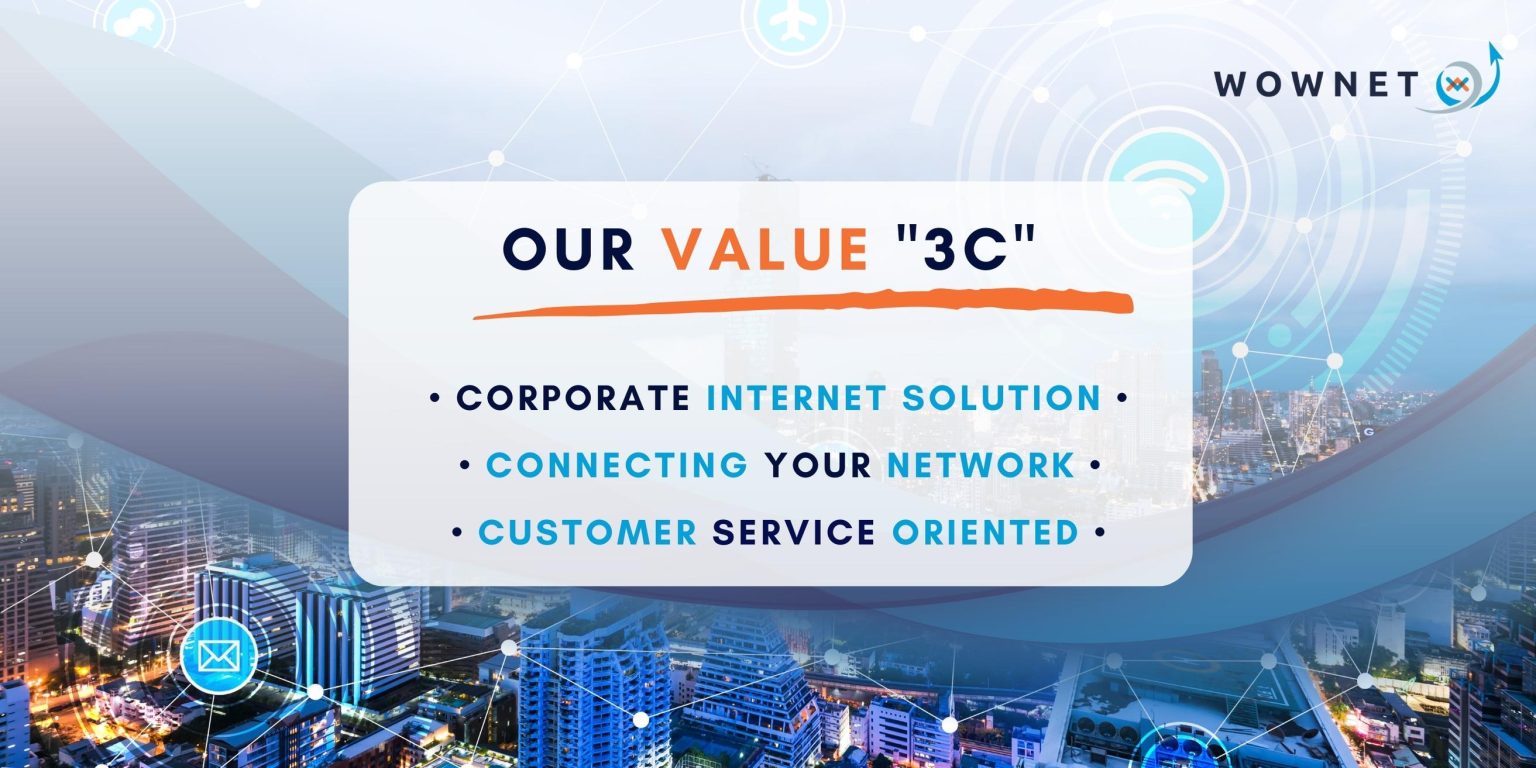 WOWNET
OUR VALUE "3C"
• CORPORATE INTERNET SOLUTION •
• CONNECTING YOUR NETWORK •
• CUSTOMER SERVICE ORIENTED •